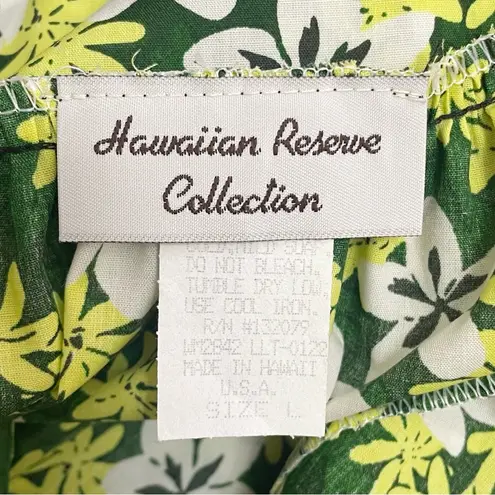 Hawaiian Reserve
Collection
DO NOT BLEACH.
TUMBLE DRY LOW.
USE COOL IRON.
R/N #132079
WM2842 LLT-0122
MADE IN HAWAII
U.S.A.
SIZE L